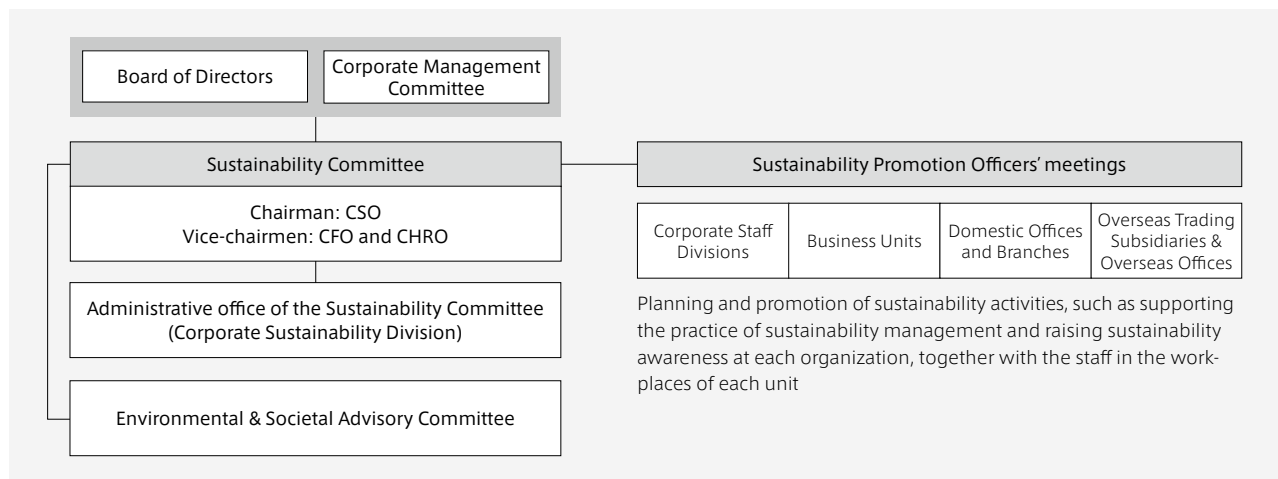 Board of Directors
Corporate Management
Committee
Sustainability Committee
Chairman: CSO
Vice-chairmen: CFO and CHRO
Administrative office of the Sustainability Committee
(Corporate Sustainability Division)
Environmental & Societal Advisory Committee
Sustainability Promotion Officers’ meetings
Corporate Staff
Divisions
Business Units
Domestic Offices
and Branches
Overseas Trading
Subsidiaries &
Overseas Offices
Planning and promotion of sustainability activities, such as supporting
the practice of sustainability management and raising sustainability
awareness at each organization, together with the staff in the work-
places of each unit